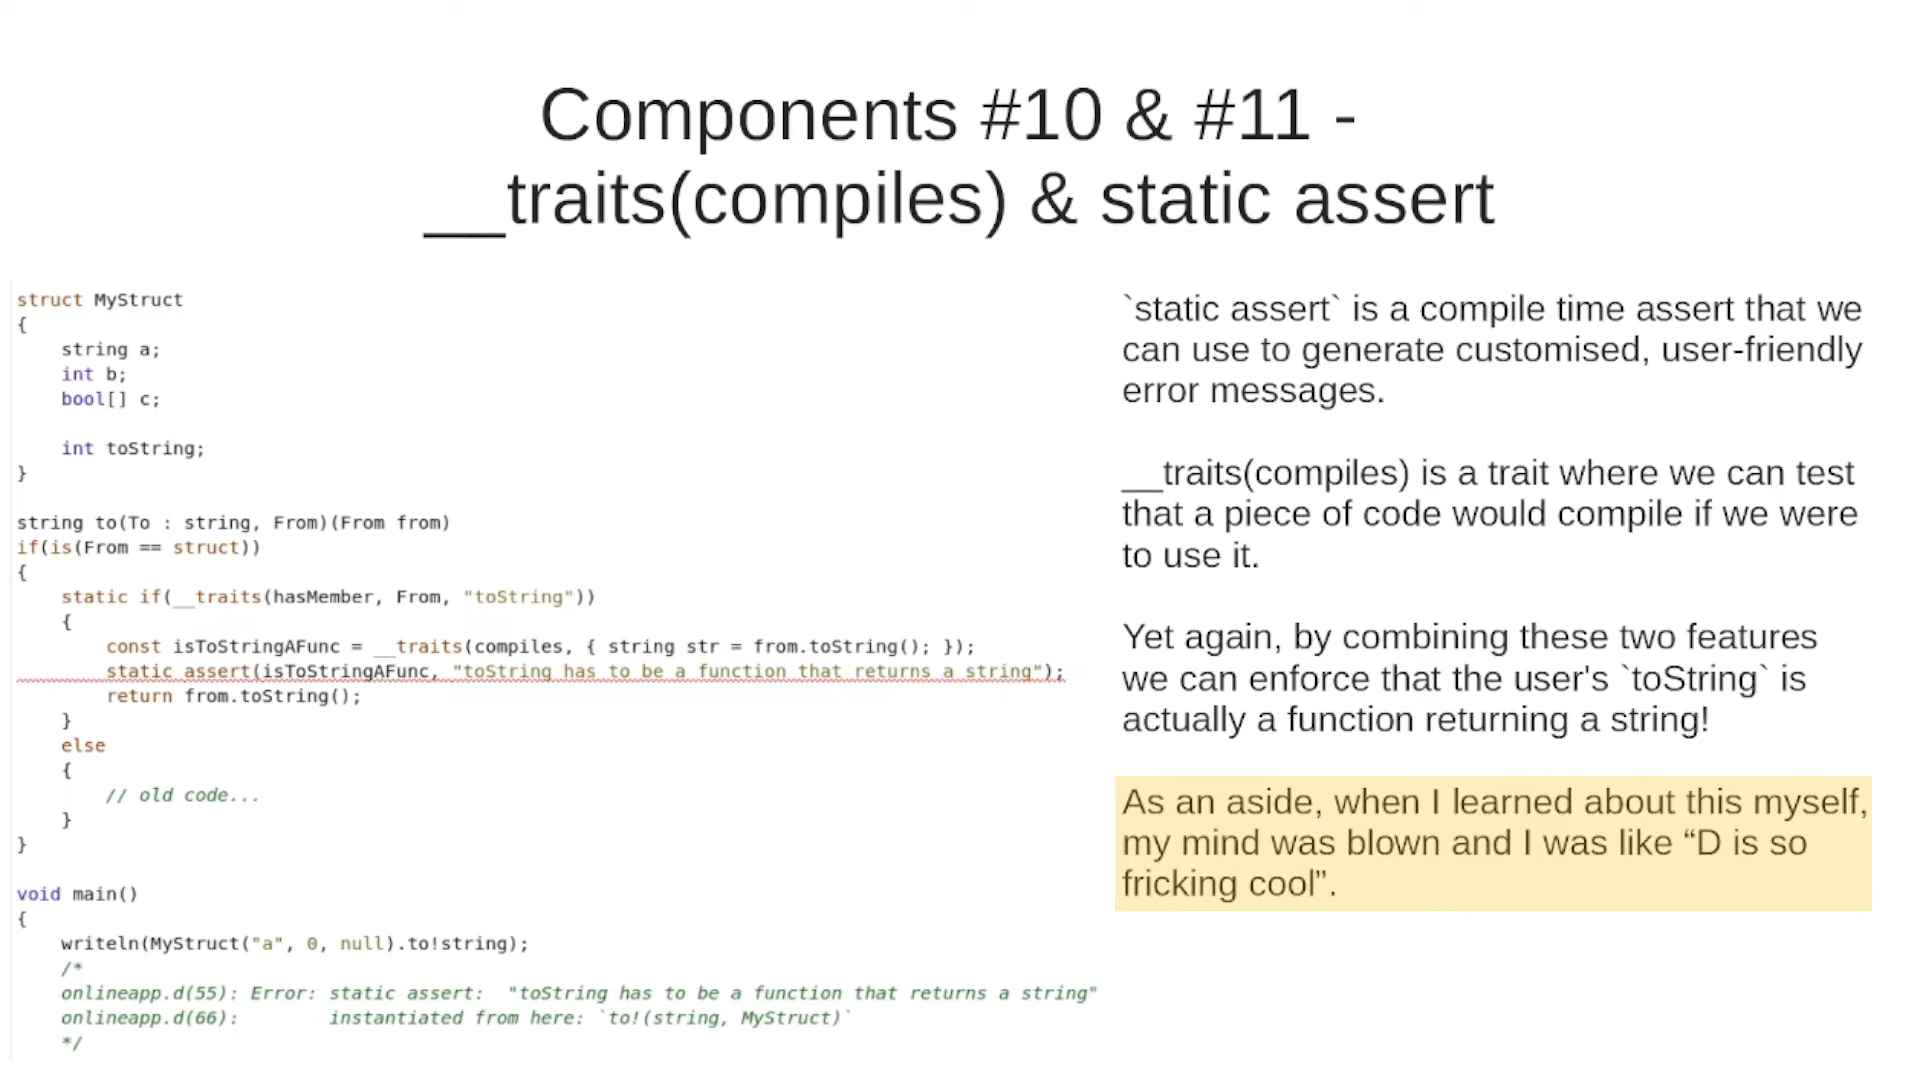 Components #10 & #11 -
__traits(compiles) & static assert
struct MyStruct
{
    string a;
    int b;
    bool[] c;
    int toString;
}
string to(To : string, From)(From from)
if(is(From == struct))
{
    static if(__traits(hasMember, From, "toString"))
    {
        const isToStringAFunc = __traits(compiles, { string str = from.toString(); });
        static assert(isToStringAFunc, "toString has to be a function that returns a string");
        return from.toString();
    }
    else
    {
        // old code...
    }
}
void main()
{
    writeln(MyStruct("a", 0, null).to!string);
    /*
    onlineapp.d(55): Error: static assert:  "toString has to be a function that returns a string"
    onlineapp.d(66):        instantiated from here: `to!(string, MyStruct)`
    */
`static assert` is a compile time assert that we
can use to generate customised, user-friendly
error messages.
__traits(compiles) is a trait where we can test
that a piece of code would compile if we were
to use it.
Yet again, by combining these two features
we can enforce that the user's `toString` is
actually a function returning a string!
As an aside, when I learned about this myself,
my mind was blown and I was like “D is so
fricking cool”.